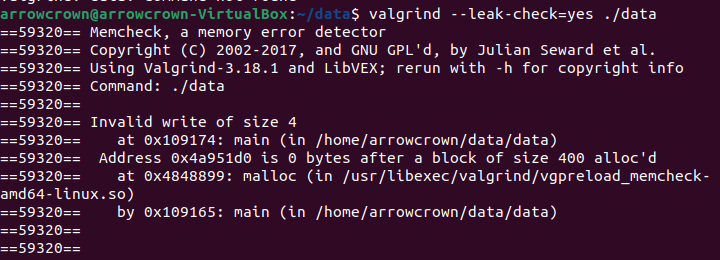 arrowcrown@arrowcrown-VirtualBox:~/data$ valgrind --leak-check=yes ./data
==59320== Memcheck, a memory error detector
==59320== Copyright (C) 2002-2017, and GNU GPL'd, by Julian Seward et al.
==59320== Using Valgrind-3.18.1 and LibVEX; rerun with -h for copyright info
==59320== Command: ./data
==59320==
==59320== Invalid write of size 4
==59320==    at 0x109174: main (in /home/arrowcrown/data/data)
==59320==  Address 0x4a951d0 is 0 bytes after a block of size 400 alloc'd
==59320==    at 0x4848899: malloc (in /usr/libexec/valgrind/vgpreload_memcheck-
amd64-linux.so)
==59320==    by 0x109165: main (in /home/arrowcrown/data/data)
==59320==
==59320==